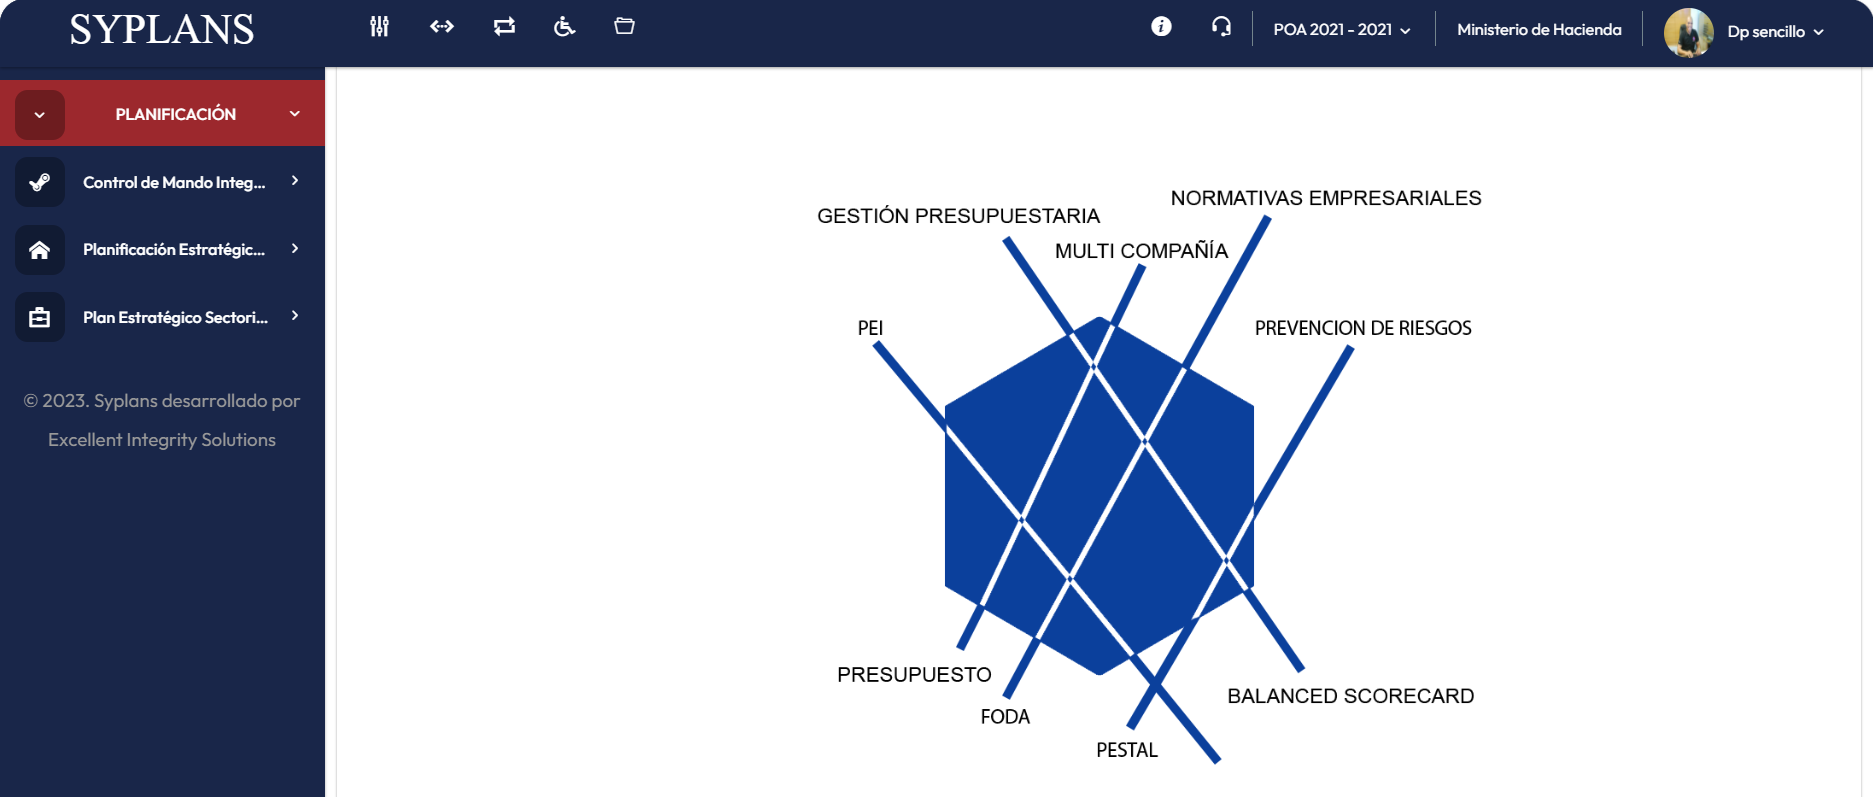 SYPLANS
POA 2021 - 2021
Ministerio de Hacienda
Dp sencillo
PLANIFICACIÓN
Control de Mando Integ...
Planificación Estratégic...
Plan Estratégico Sectori...
© 2023. Syplans desarrollado por
Excellent Integrity Solutions
NORMATIVAS EMPRESARIALES
GESTIÓN PRESUPUESTARIA
MULTI COMPAÑÍA
PEI
PREVENCION DE RIESGOS
PRESUPUESTO
BALANCED SCORECARD
FODA
PESTAL